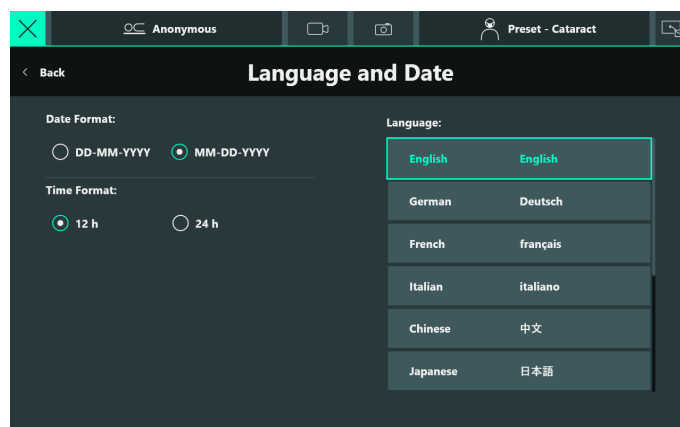 Anonymous
Preset - Cataract
Back
Language and Date
Date Format:
DD-MM-YYYY MM-DD-YYYY
Time Format:
12 h 24 h
Language:
English English
German Deutsch
French français
Italian italiano
Chinese 中文
Japanese 日本語